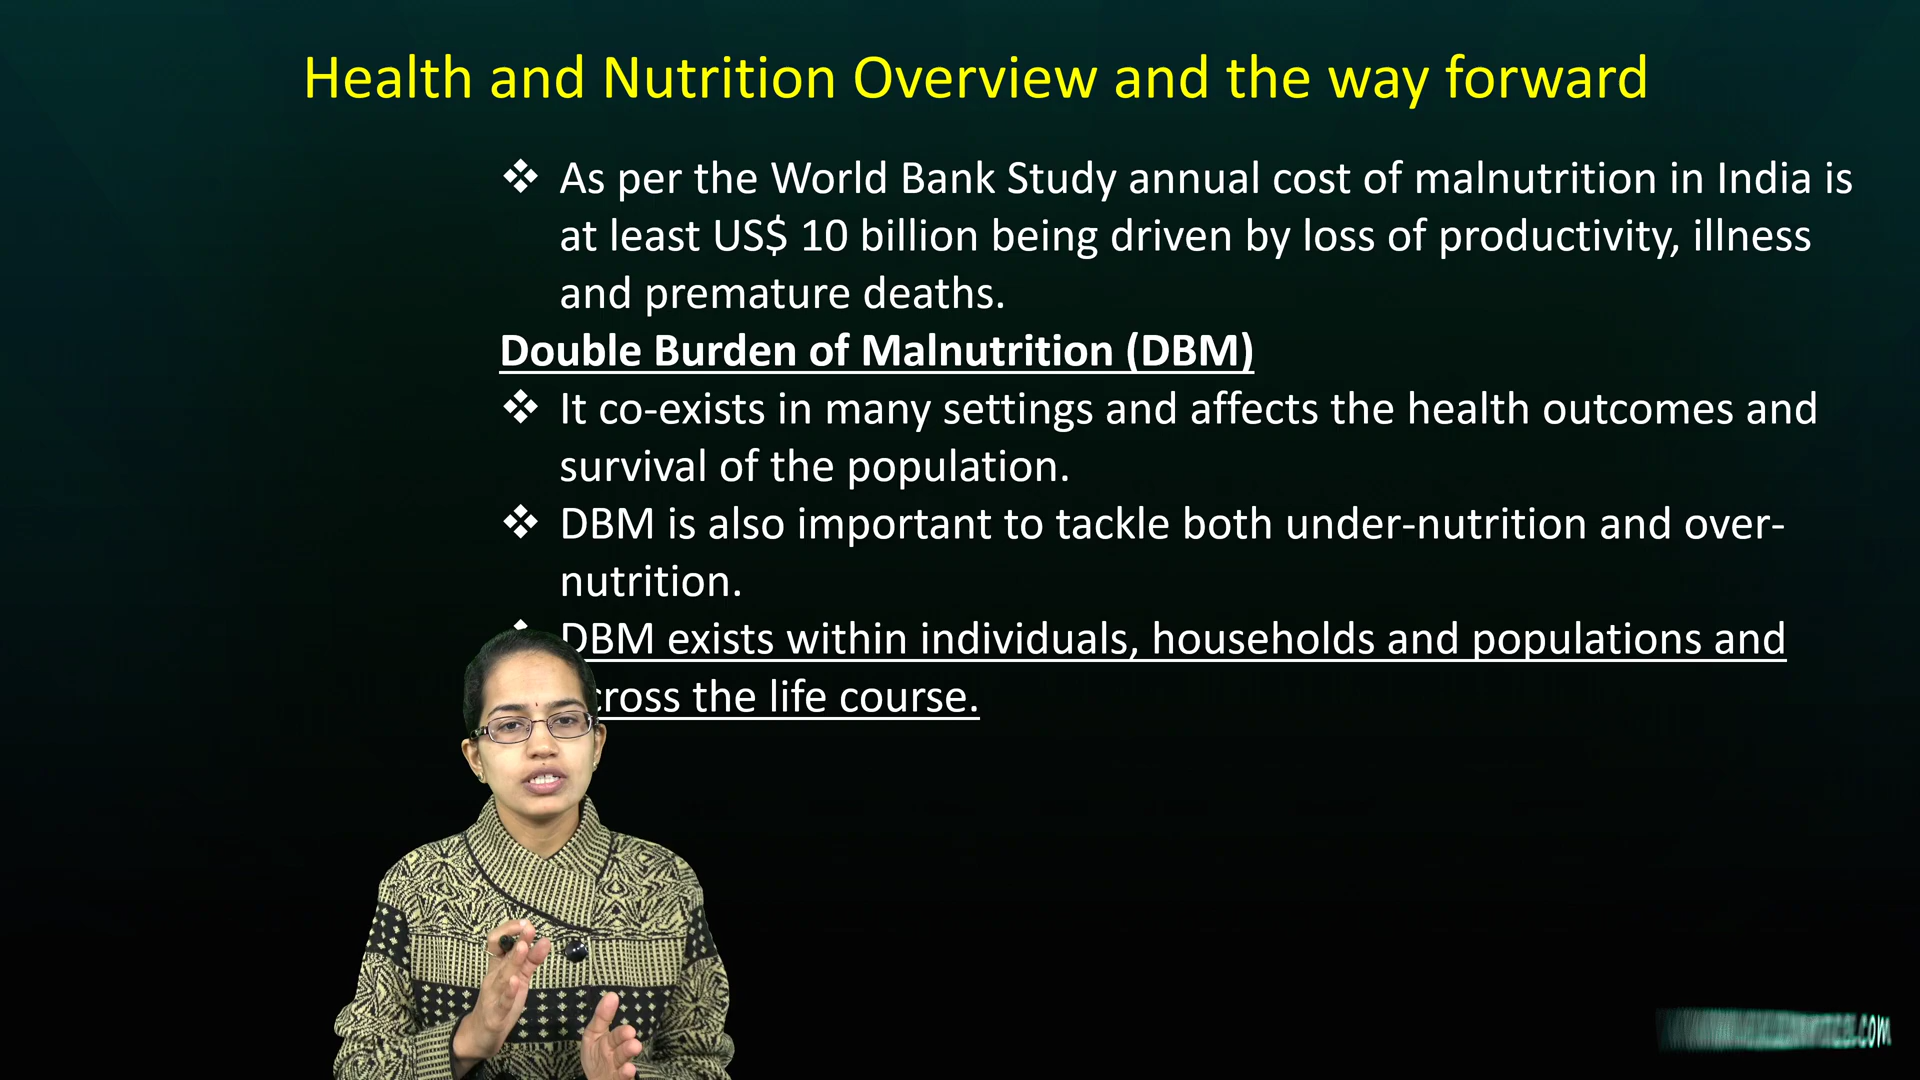 Health and Nutrition Overview and the way forward
❖ As per the World Bank Study annual cost of malnutrition in India is
at least US$ 10 billion being driven by loss of productivity, illness
and premature deaths.
Double Burden of Malnutrition (DBM)
❖ It co-exists in many settings and affects the health outcomes and
survival of the population.
❖ DBM is also important to tackle both under-nutrition and over-
nutrition.
DBM exists within individuals, households and populations and
cross the life course.